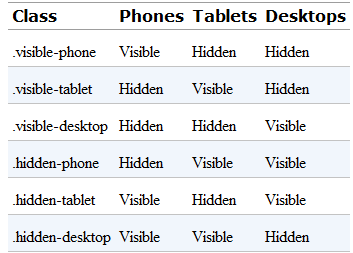 Class Phones Tablets Desktops
.visible-phone Visible Hidden Hidden
.visible-tablet Hidden Visible Hidden
.visible-desktop Hidden Hidden Visible
.hidden-phone Hidden Visible Visible
.hidden-tablet Visible Hidden Visible
.hidden-desktop Visible Visible Hidden